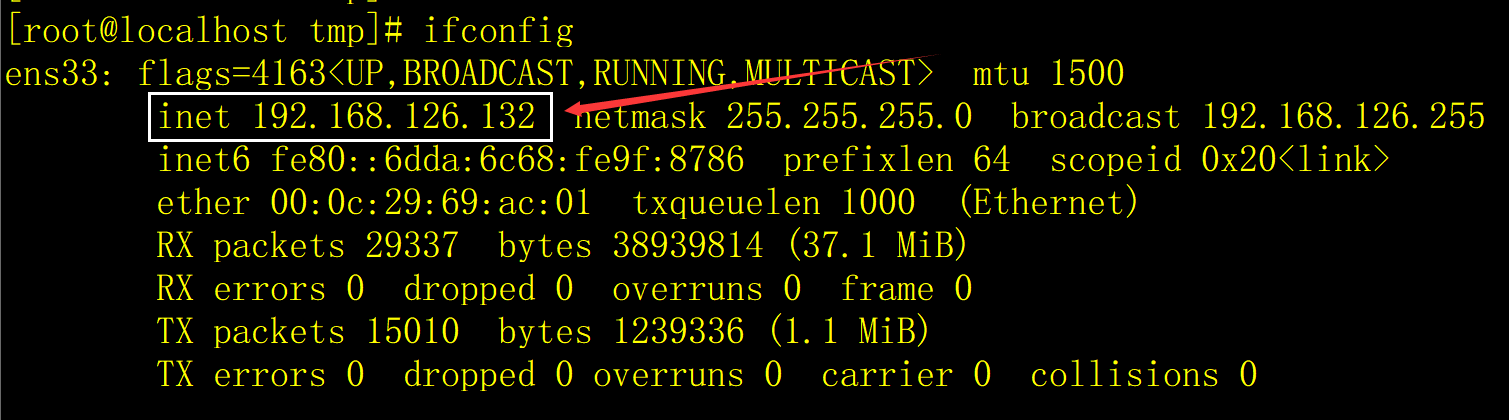 [root@localhost tmp]# ifconfig
ens33: flags=4163<UP,BROADCAST,RUNNING,MULTICAST>  mtu 1500
inet 192.168.126.132  netmask 255.255.255.0  broadcast 192.168.126.255
inet6 fe80::6dda:6c68:fe9f:8786  prefixlen 64  scopeid 0x20<link>
ether 00:0c:29:69:ac:01  txqueuelen 1000  (Ethernet)
RX packets 29337  bytes 38939814 (37.1 MiB)
RX errors 0  dropped 0  overruns 0  frame 0
TX packets 15010  bytes 1239336 (1.1 MiB)
TX errors 0  dropped 0 overruns 0  carrier 0  collisions 0